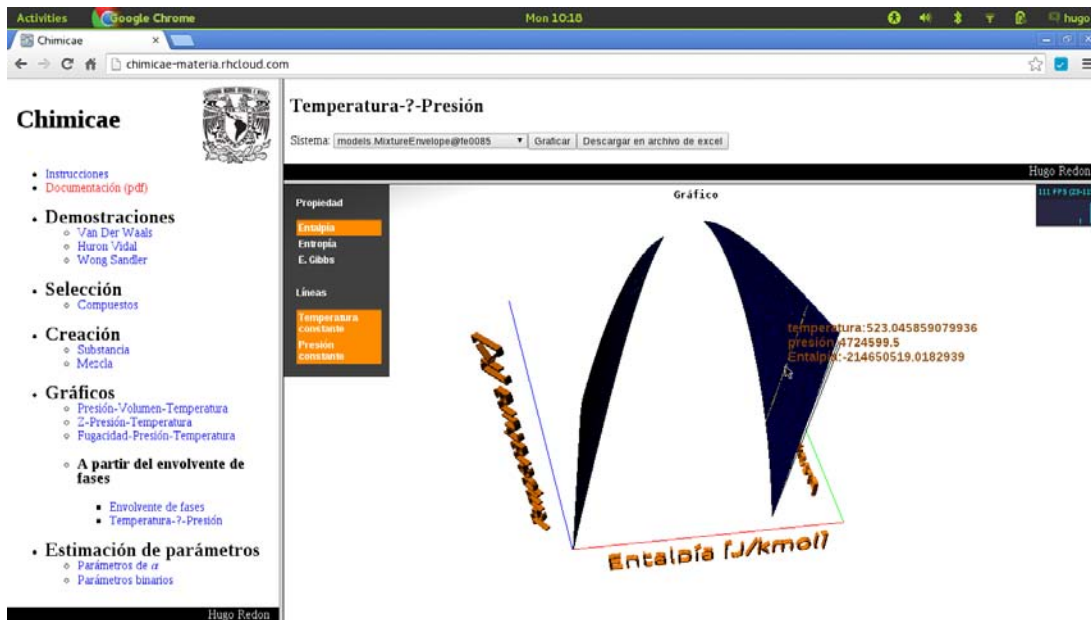 Activities
Google Chrome
Mon 10:18
hugo
Chimicae
chimicae-materia.rhcloud.com
Chimicae
Instrucciones
Documentación (pdf)
Demostraciones
Van Der Waals
Huron Vidal
Wong Sandler
Selección
Compuestos
Creación
Substancia
Mezcla
Gráficos
Presión-Volumen-Temperatura
Z-Presión-Temperatura
Fugacidad-Presión-Temperatura
A partir del envolvente de
fases
Envolvente de fases
Temperatura-?-Presión
Estimación de parámetros
Parámetros de α
Parámetros binarios
Hugo Redon
Temperatura-?-Presión
Sistema: models.MixtureEnvelope@fe0085 Graficar Descargar en archivo de excel
Hugo Redon
Gráfico
111 FPS
Propiedad
Entalpía
Entropía
E. Gibbs
Líneas
Temperatura
constante
Presión
constante
temperatura:523.045859079936
presión:4724599.5
Entalpia:-214650519.0182939
Entalpía [J/kmol]